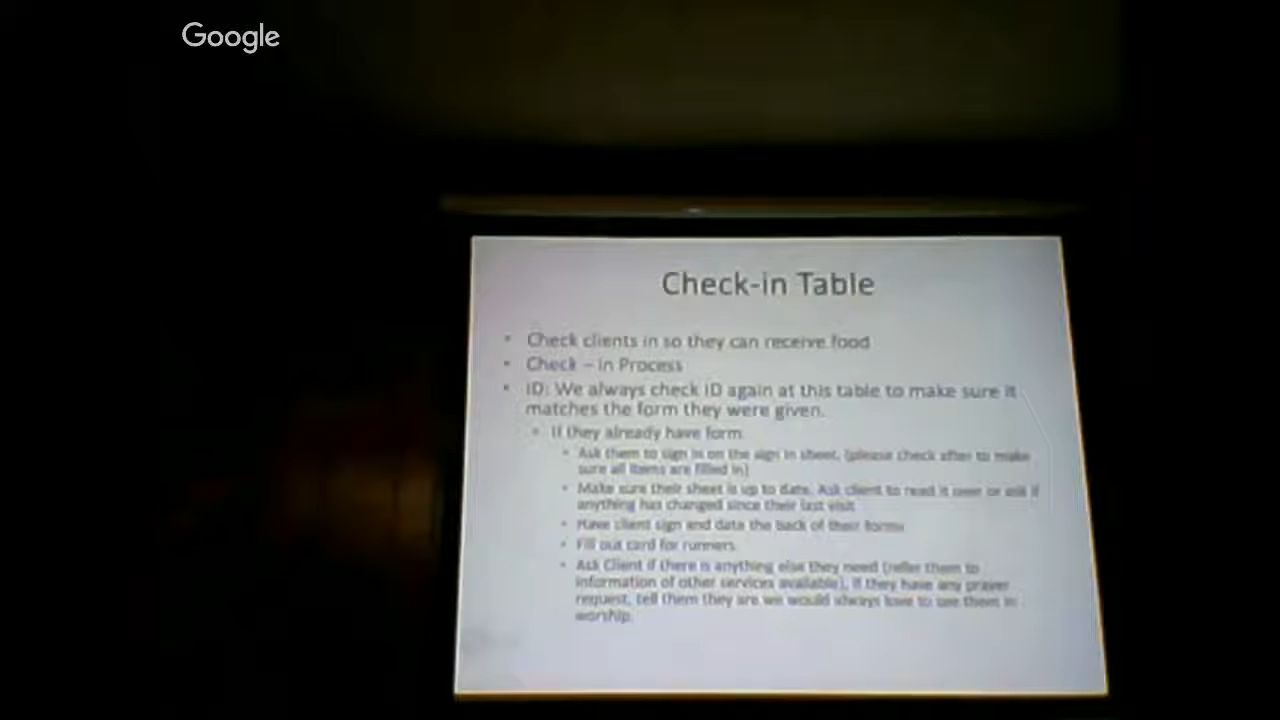 Google
Check-in Table
• Check clients in so they can receive food
• Check – in Process
• ID: We always check ID again at this table to make sure it
matches the form they were given.
• If they already have form
• Ask them to sign in on the sign in sheet. (please check after to make
sure all items are filled in)
• Make sure their sheet is up to date. Ask client to read it over or ask if
anything has changed since their last visit
• Have client sign and date the back of their forms
• Fill out card for runners
• Ask Client if there is anything else they need (refer them to
information of other services available). If they have any prayer
request, tell them they are we would always love to see them in
worship.